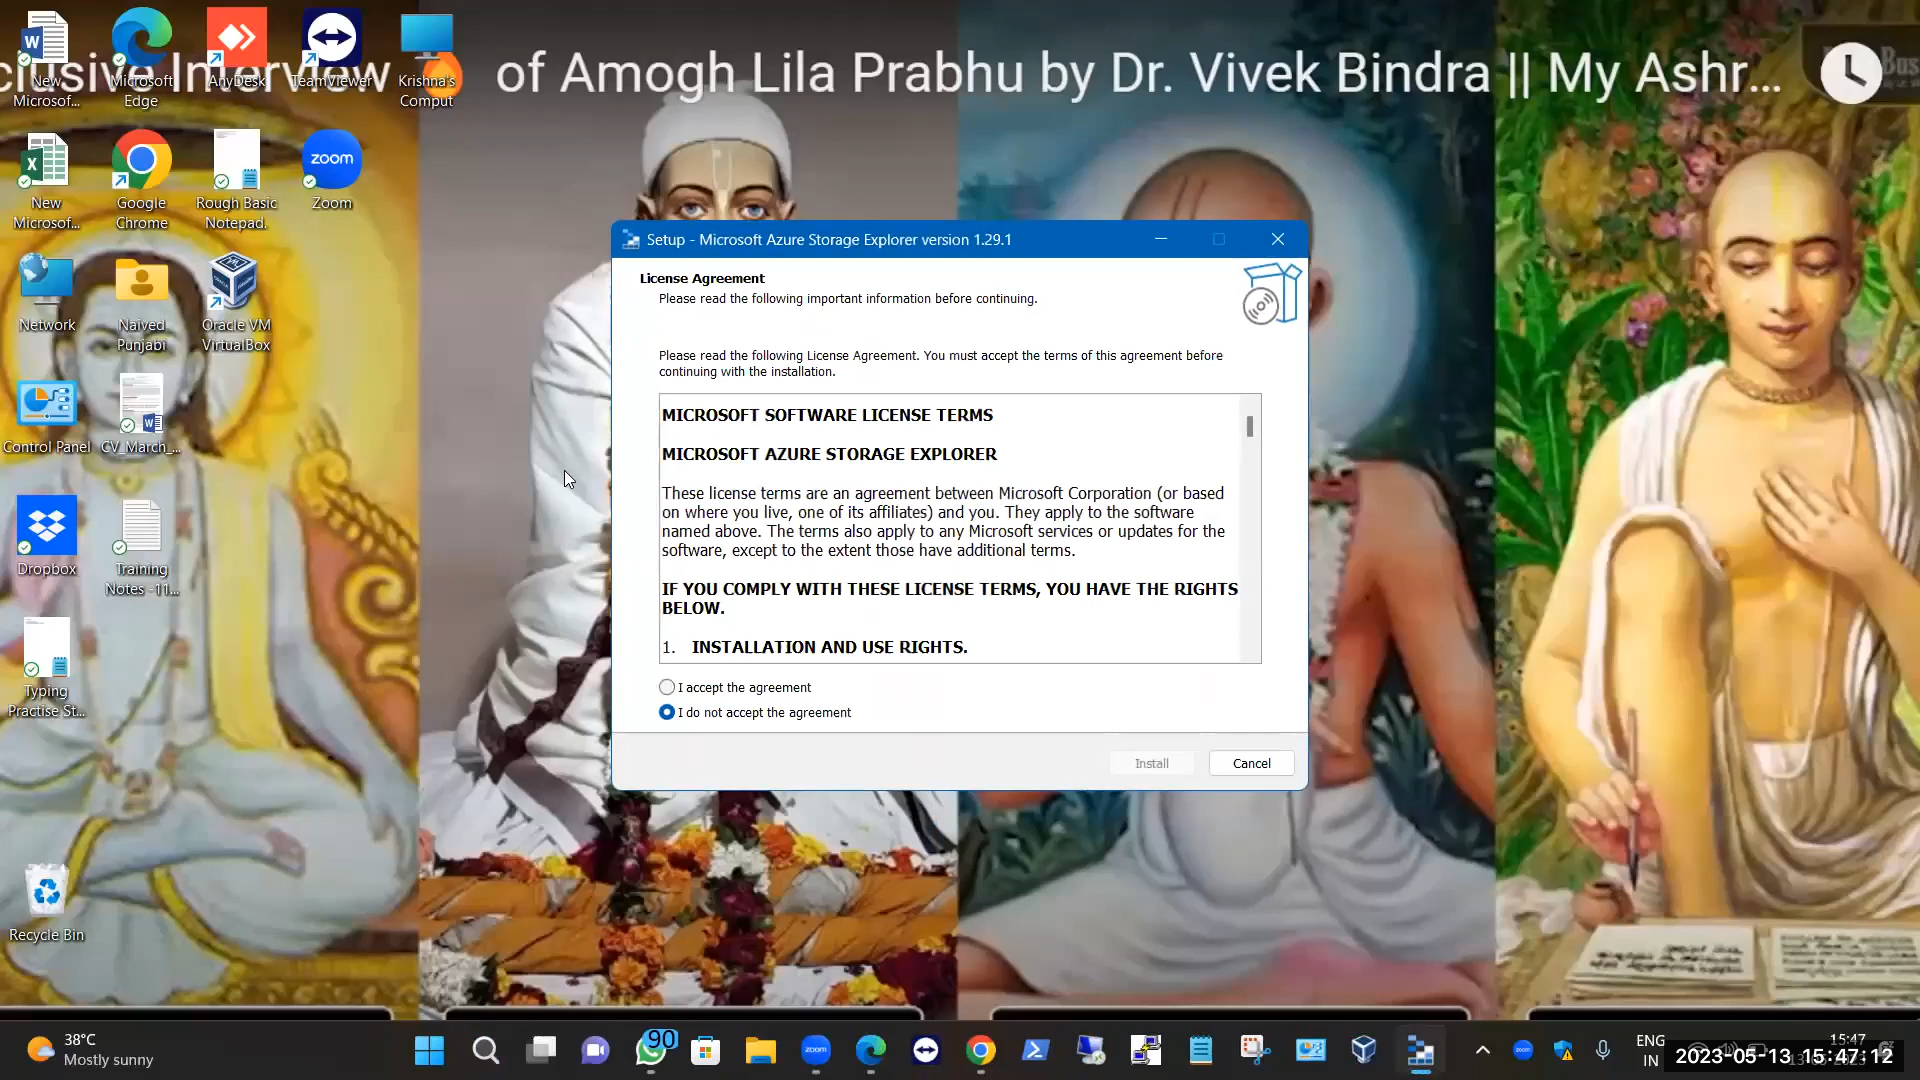 clusive Interview of Amogh Lila Prabhu by Dr. Vivek Bindra || My Ashr...
New
Microsof...
Microsoft
Edge
AnyDesk
TeamViewer
Krishna's
Comput
New
Microsof...
Google
Chrome
Rough Basic
Notepad.
zoom
Zoom
Network
Naived
Punjabi
Oracle VM
VirtualBox
Control Panel
CV_March_...
Dropbox
Training
Notes -11...
Typing
Practise St...
Recycle Bin
Setup - Microsoft Azure Storage Explorer version 1.29.1
License Agreement
Please read the following important information before continuing.
Please read the following License Agreement. You must accept the terms of this agreement before
continuing with the installation.
MICROSOFT SOFTWARE LICENSE TERMS
MICROSOFT AZURE STORAGE EXPLORER
These license terms are an agreement between Microsoft Corporation (or based
on where you live, one of its affiliates) and you. They apply to the software
named above. The terms also apply to any Microsoft services or updates for the
software, except to the extent those have additional terms.
IF YOU COMPLY WITH THESE LICENSE TERMS, YOU HAVE THE RIGHTS
BELOW.
1. INSTALLATION AND USE RIGHTS.
I accept the agreement
I do not accept the agreement
Install
Cancel
38°C
Mostly sunny
90
zoom
ENG
IN
15:47
2023-05-13 15:47:12